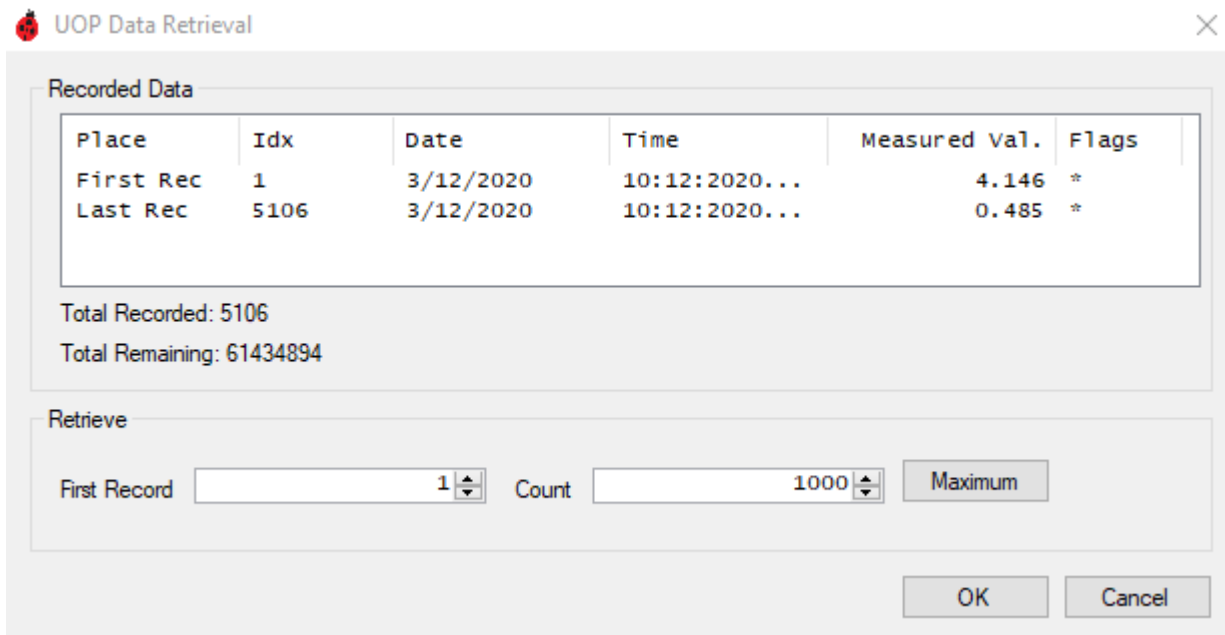 UOP Data Retrieval
Recorded Data
Place Idx Date Time Measured Val. Flags
First Rec 1 3/12/2020 10:12:2020... 4.146 *
Last Rec 5106 3/12/2020 10:12:2020... 0.485 *
Total Recorded: 5106
Total Remaining: 61434894
Retrieve
First Record 1 Count 1000 Maximum
OK Cancel